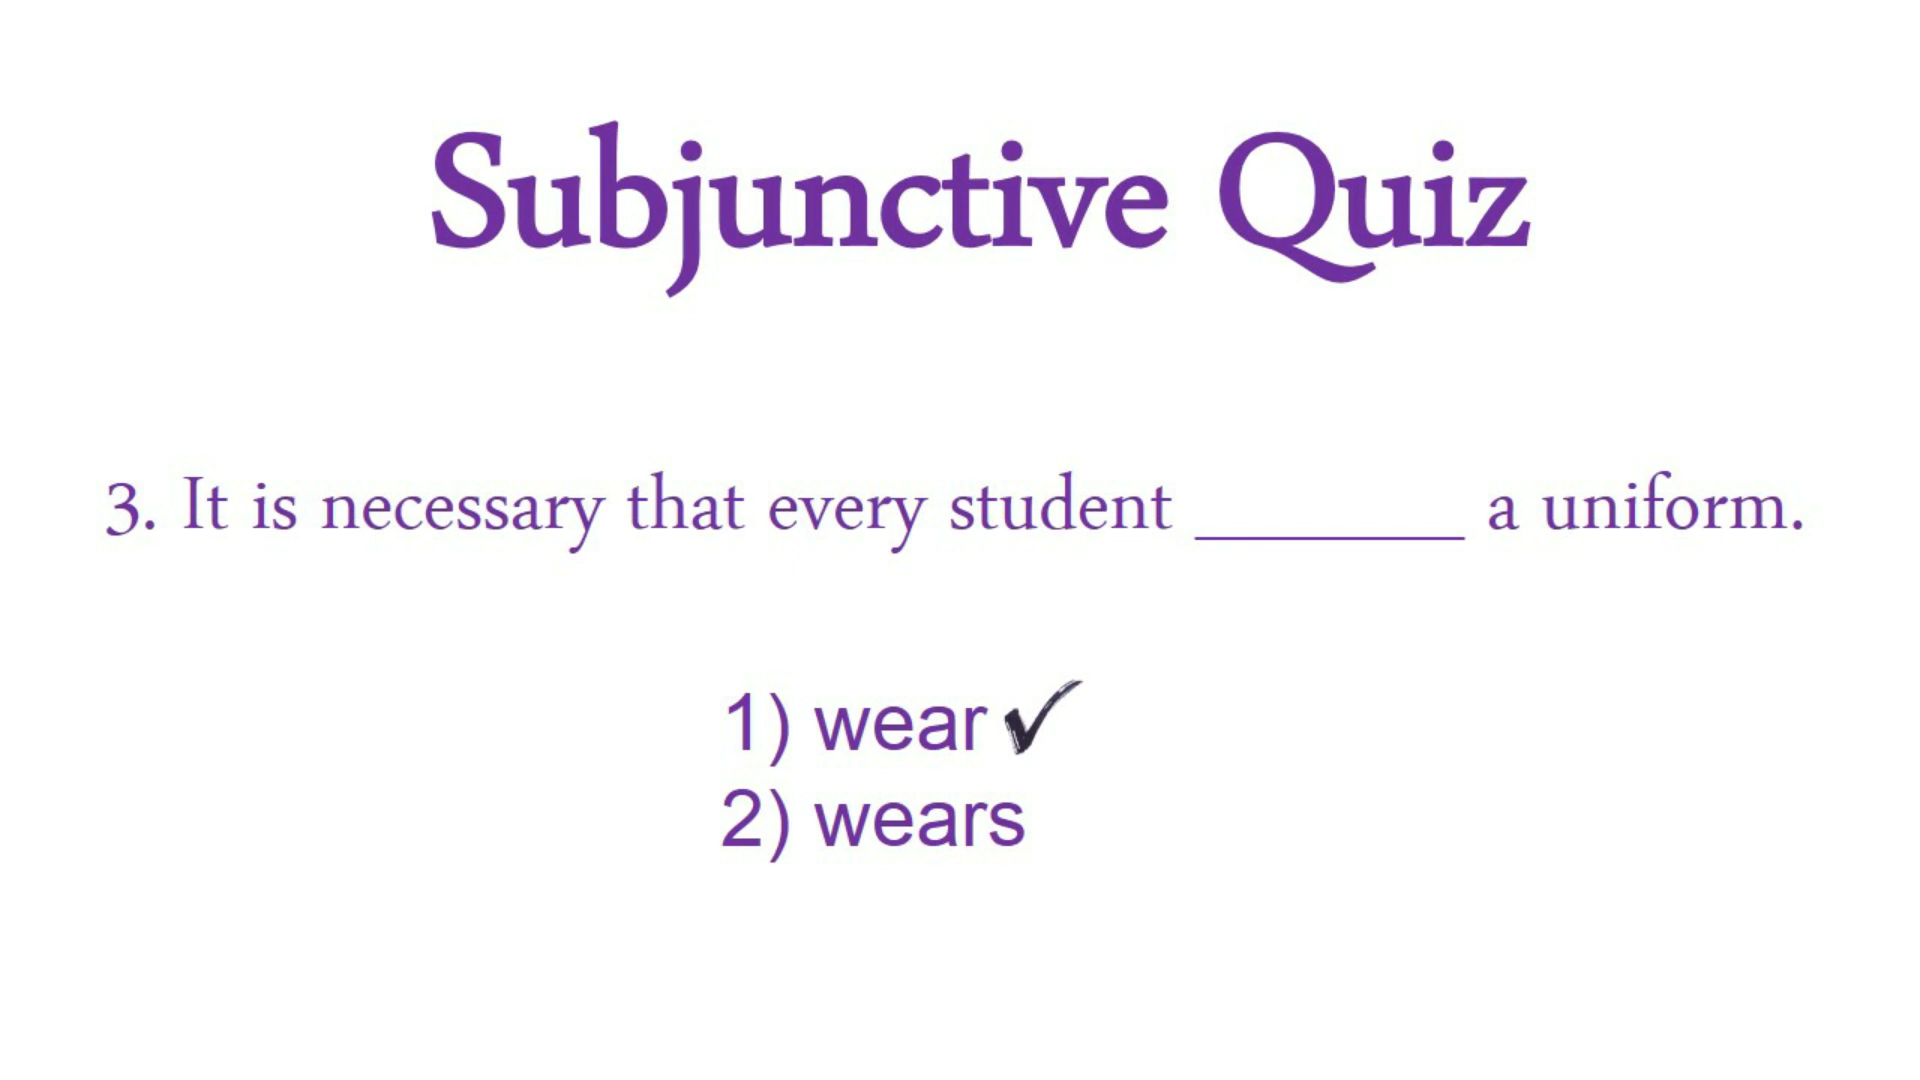 Subjunctive Quiz
3. It is necessary that every student ________ a uniform.
1) wear ✓
2) wears